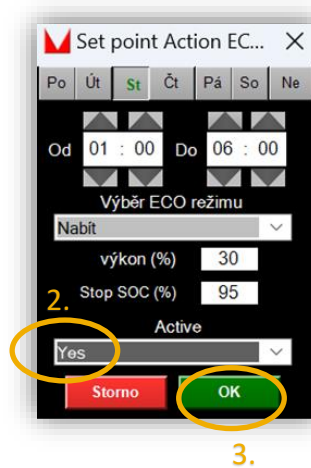 Set point Action EC...
Po Út St Čt Pá So Ne
Od 01 : 00 Do 06 : 00
Výběr ECO režimu
Nabít
výkon (%) 30
Stop SOC (%) 95
2.
Active
Yes
Storno OK
3.